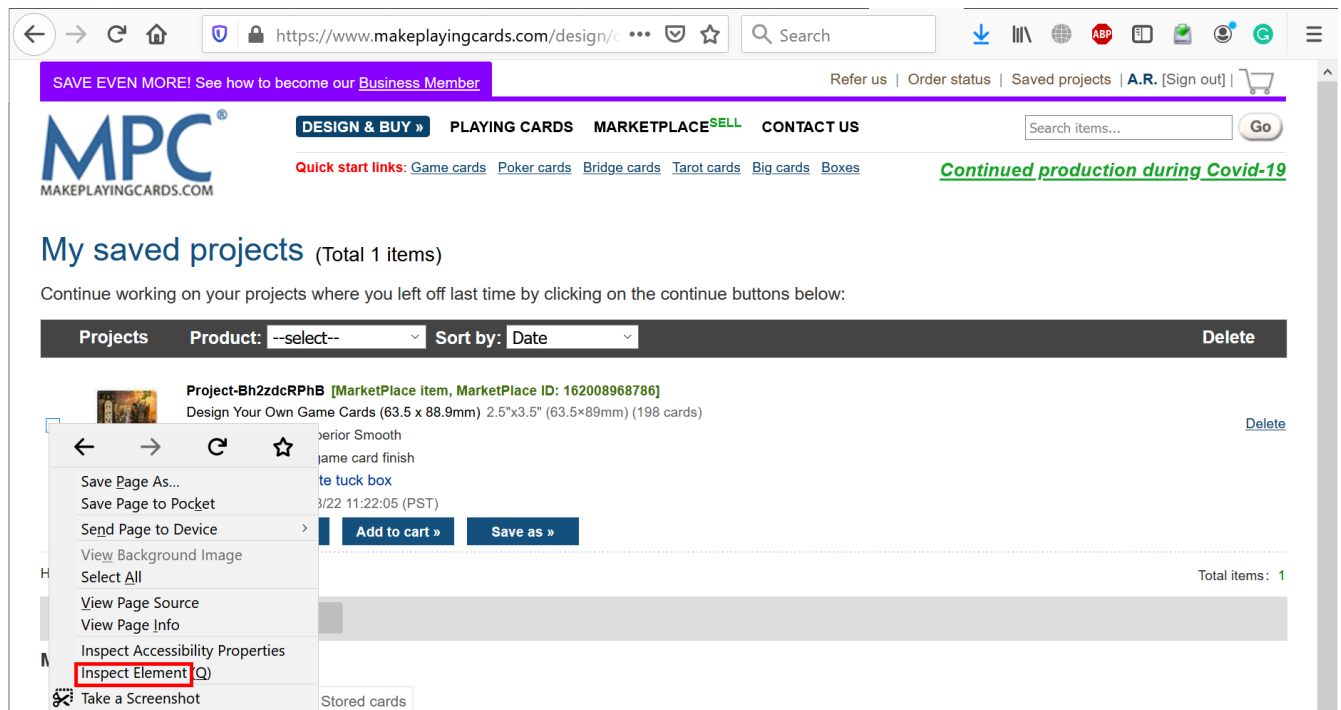 https://www.makeplayingcards.com/design/c
Search
ABP
SAVE EVEN MORE! See how to become our Business Member
Refer us | Order status | Saved projects | A.R. [Sign out] |
MPC®
MAKEPLAYINGCARDS.COM
DESIGN & BUY » PLAYING CARDS MARKETPLACE SELL CONTACT US
Search items... Go
Quick start links: Game cards Poker cards Bridge cards Tarot cards Big cards Boxes
Continued production during Covid-19
My saved projects (Total 1 items)
Continue working on your projects where you left off last time by clicking on the continue buttons below:
Projects Product: --select-- Sort by: Date Delete
Project-Bh2zdcRPhB [MarketPlace item, MarketPlace ID: 162008968786]
Design Your Own Game Cards (63.5 x 88.9mm) 2.5"x3.5" (63.5×89mm) (198 cards)
Delete
perior Smooth
game card finish
te tuck box
/22 11:22:05 (PST)
Add to cart » Save as »
Total items: 1
Save Page As...
Save Page to Pocket
Send Page to Device
View Background Image
Select All
View Page Source
View Page Info
Inspect Accessibility Properties
Inspect Element (Q)
Take a Screenshot
Stored cards